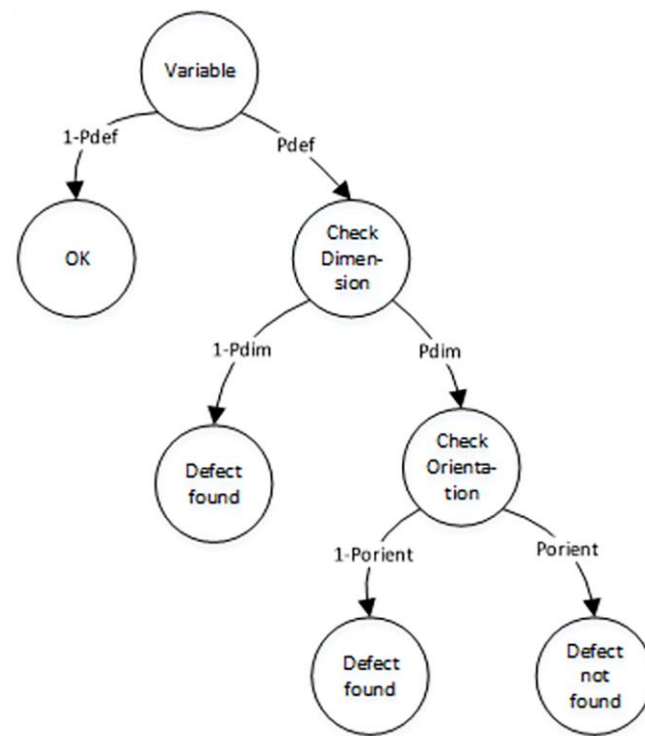 Variable
1-Pdef
Pdef
OK
Check
Dimen-
sion
1-Pdim
Pdim
Defect
found
Check
Orienta-
tion
1-Porient
Porient
Defect
found
Defect
not
found